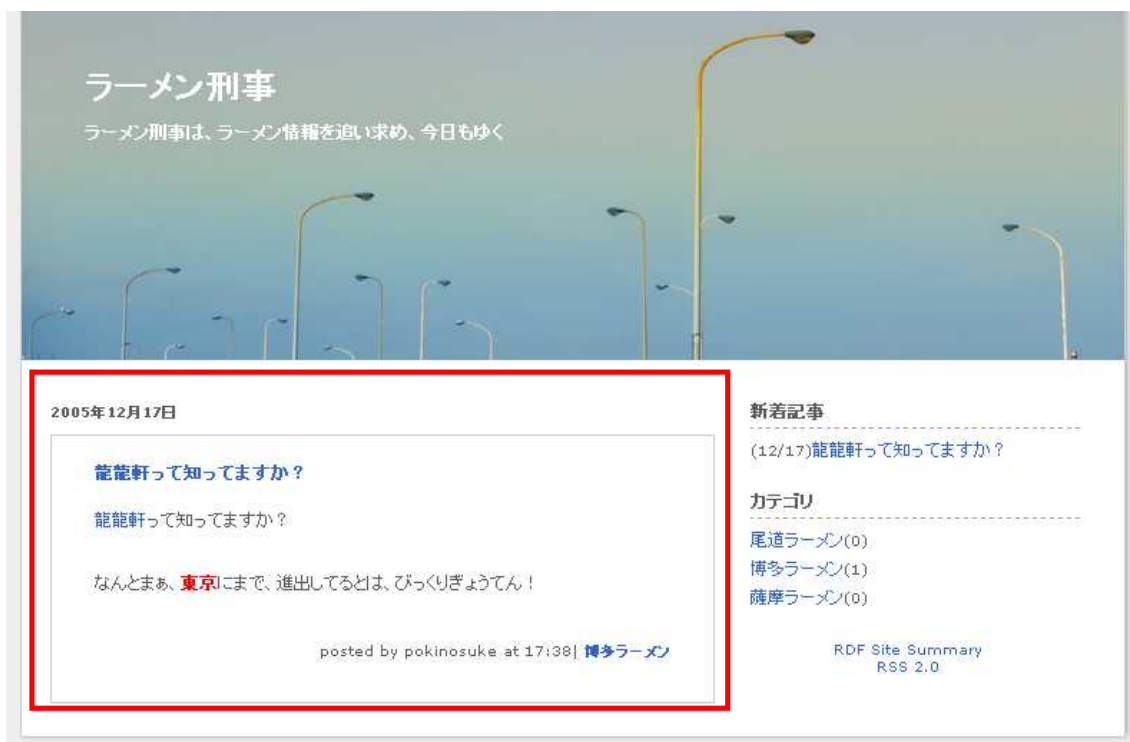 ラーメン刑事
ラーメン刑事は、ラーメン情報を追い求め、今日もゆく
2005年12月17日
龍龍軒って知ってますか？
龍龍軒って知ってますか？
なんとまぁ、東京にまで、進出してるとは、びっくりぎょうてん！
posted by pokinosuke at 17:38| 博多ラーメン
新着記事
(12/17)龍龍軒って知ってますか？
カテゴリ
尾道ラーメン(0)
博多ラーメン(1)
薩摩ラーメン(0)
RDF Site Summary
RSS 2.0